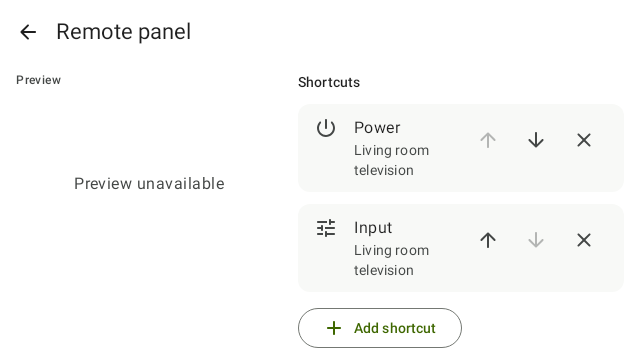 Remote panel
Preview
Preview unavailable
Shortcuts
Power
Living room
television
Input
Living room
television
Add shortcut